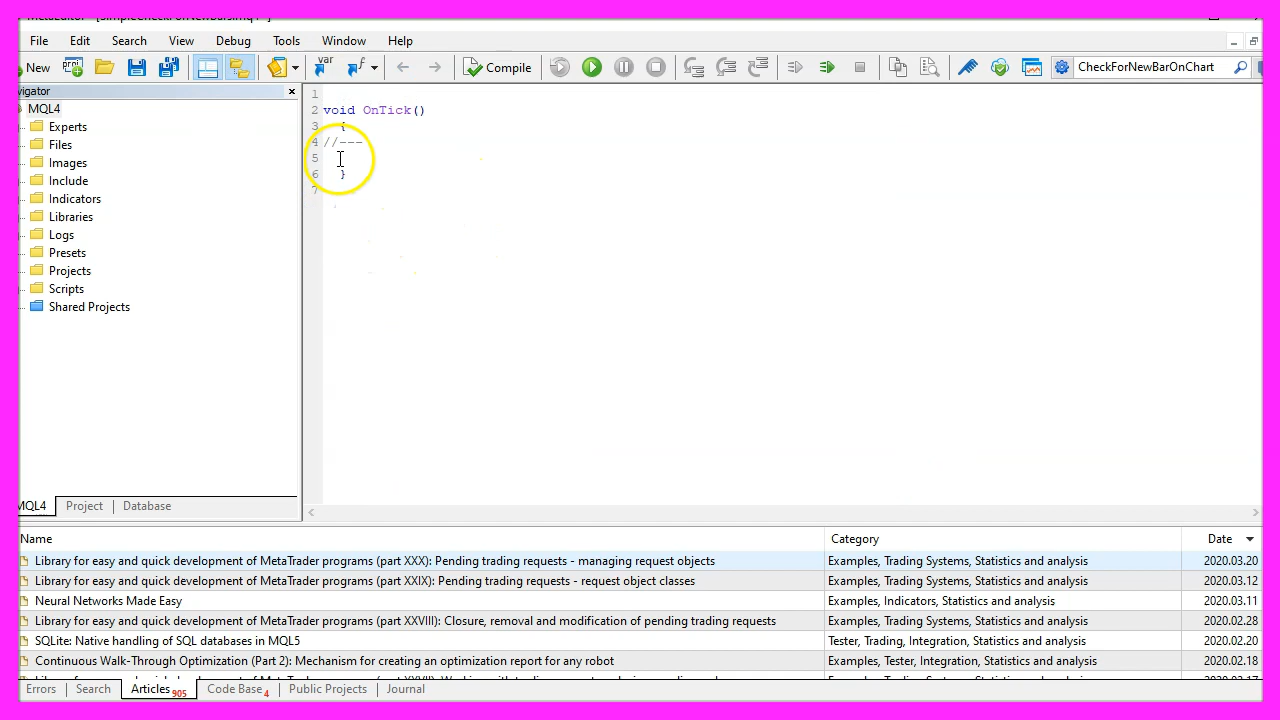 MetaEditor - [SimpleCheckForNewBars.mq4 *]
File Edit Search View Debug Tools Window Help
New var Compile CheckForNewBarOnChart
vigator
MQL4
Experts
Files
Images
Include
Indicators
Libraries
Logs
Presets
Projects
Scripts
Shared Projects
1
2 void OnTick()
3 {
4 //---
5
6 }
7
MQL4 Project Database
Name Category Date
Library for easy and quick development of MetaTrader programs (part XXX): Pending trading requests - managing request objects Examples, Trading Systems, Statistics and analysis 2020.03.20
Library for easy and quick development of MetaTrader programs (part XXIX): Pending trading requests - request object classes Examples, Trading Systems, Statistics and analysis 2020.03.12
Neural Networks Made Easy Examples, Indicators, Statistics and analysis 2020.03.11
Library for easy and quick development of MetaTrader programs (part XXVIII): Closure, removal and modification of pending trading requests Examples, Trading Systems, Statistics and analysis 2020.02.28
SQLite: Native handling of SQL databases in MQL5 Tester, Trading, Integration, Statistics and analysis 2020.02.20
Continuous Walk-Through Optimization (Part 2): Mechanism for creating an optimization report for any robot Examples, Tester, Integration, Statistics and analysis 2020.02.18
Errors Search Articles 905 Code Base 4 Public Projects Journal